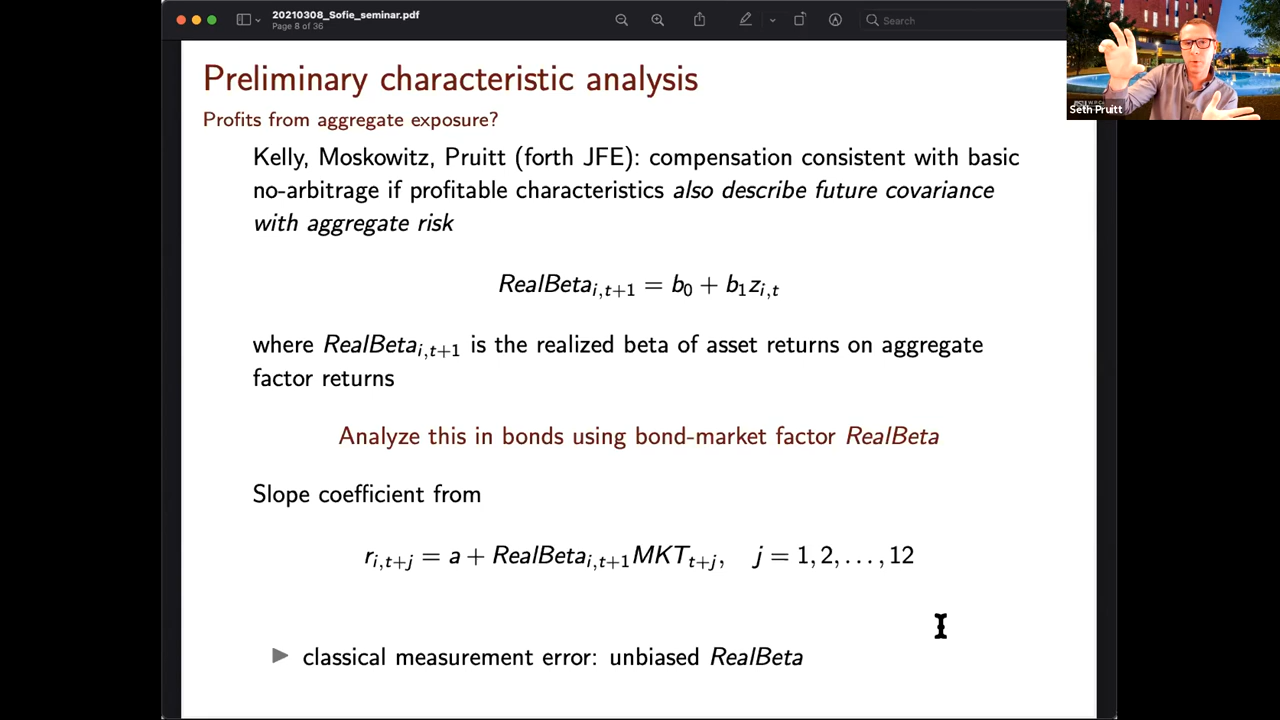 20210308_Sofie_seminar.pdf
Page 8 of 36
Search
Seth Pruitt
Preliminary characteristic analysis
Profits from aggregate exposure?
Kelly, Moskowitz, Pruitt (forth JFE): compensation consistent with basic
no-arbitrage if profitable characteristics also describe future covariance
with aggregate risk
RealBeta_{i,t+1} = b_0 + b_1 z_{i,t}
where RealBeta_{i,t+1} is the realized beta of asset returns on aggregate
factor returns
Analyze this in bonds using bond-market factor RealBeta
Slope coefficient from
r_{i,t+j} = a + RealBeta_{i,t+1} MKT_{t+j}, j = 1, 2, . . . , 12
classical measurement error: unbiased RealBeta